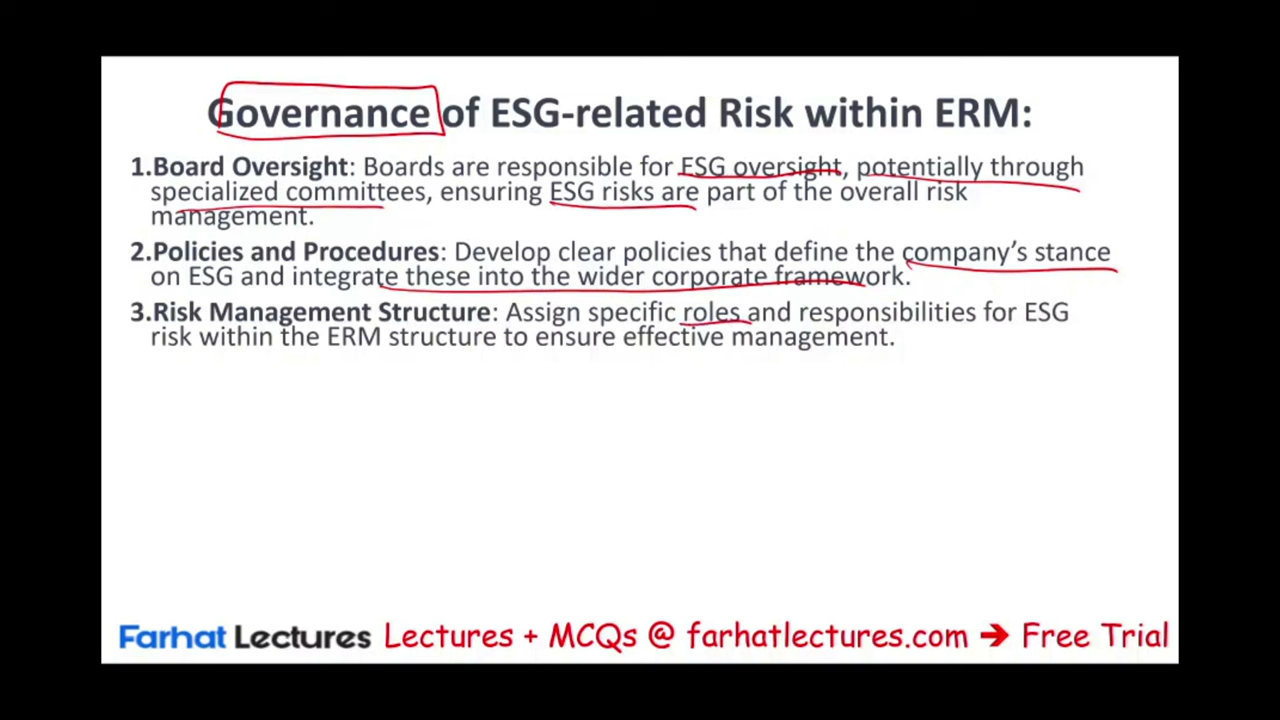 Governance of ESG-related Risk within ERM:
1.Board Oversight: Boards are responsible for ESG oversight, potentially through
specialized committees, ensuring ESG risks are part of the overall risk
management.
2.Policies and Procedures: Develop clear policies that define the company’s stance
on ESG and integrate these into the wider corporate framework.
3.Risk Management Structure: Assign specific roles and responsibilities for ESG
risk within the ERM structure to ensure effective management.
Farhat Lectures Lectures + MCQs @ farhatlectures.com ➔ Free Trial